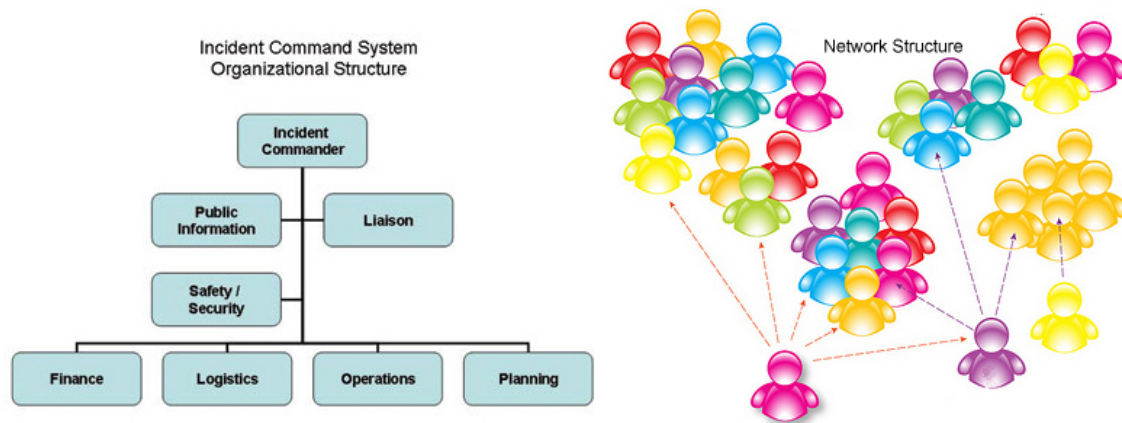 Incident Command System
Organizational Structure
Incident
Commander
Public
Information
Liaison
Safety /
Security
Finance
Logistics
Operations
Planning
Network Structure